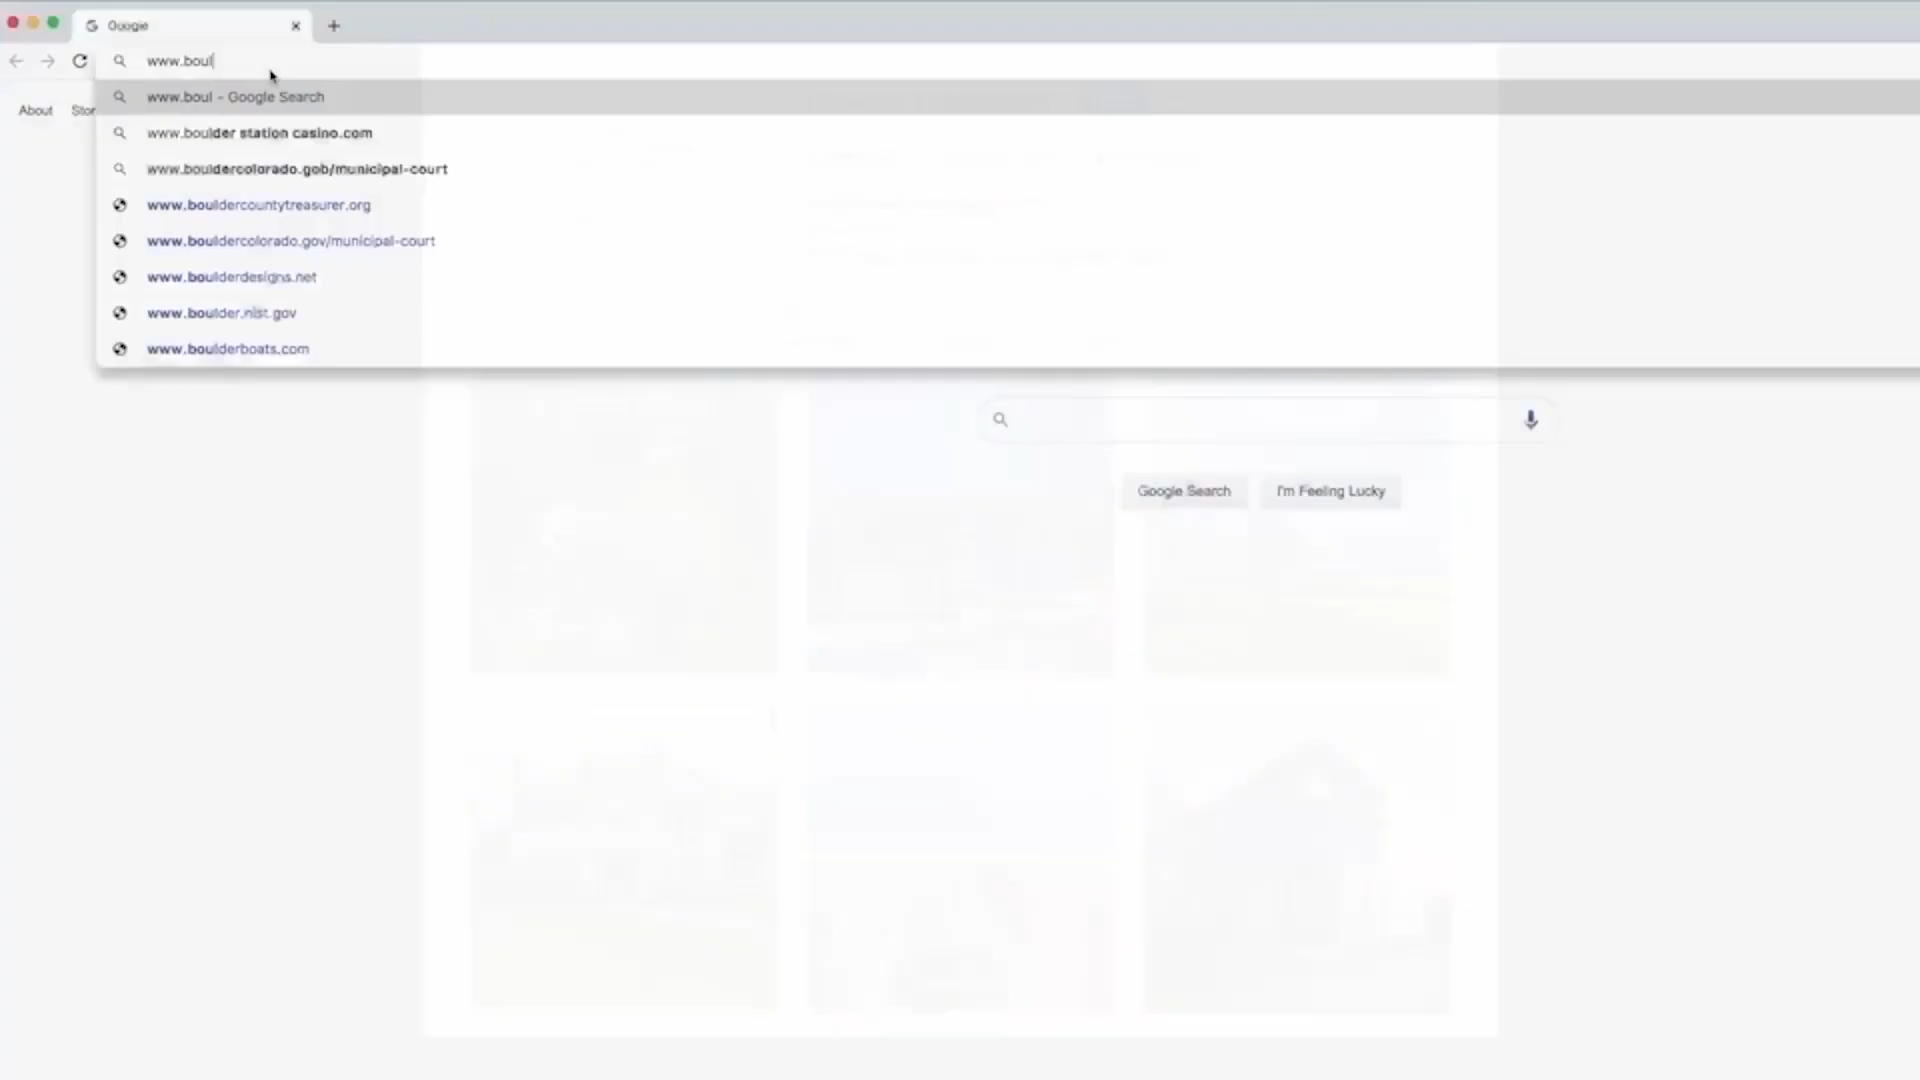 Google
www.boul
www.boul - Google Search
About
Stor
www.boulder station casino.com
www.bouldercolorado.gob/municipal-court
www.bouldercountytreasurer.org
www.bouldercolorado.gov/municipal-court
www.boulderdesigns.net
www.boulder.nist.gov
www.boulderboats.com
Google Search
I'm Feeling Lucky